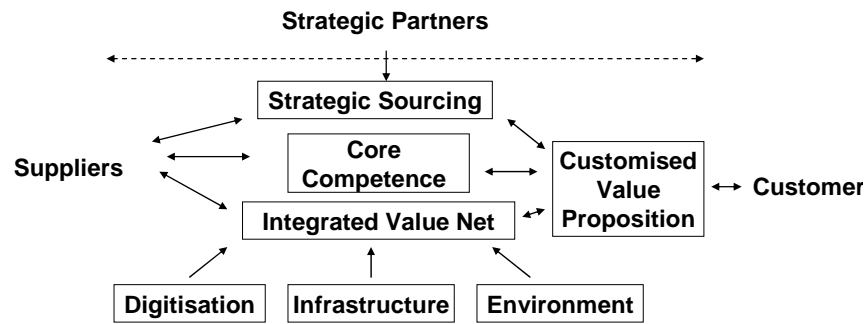 Strategic Partners
Strategic Sourcing
Suppliers
Core
Competence
Customised
Value
Proposition
Customer
Integrated Value Net
Digitisation
Infrastructure
Environment